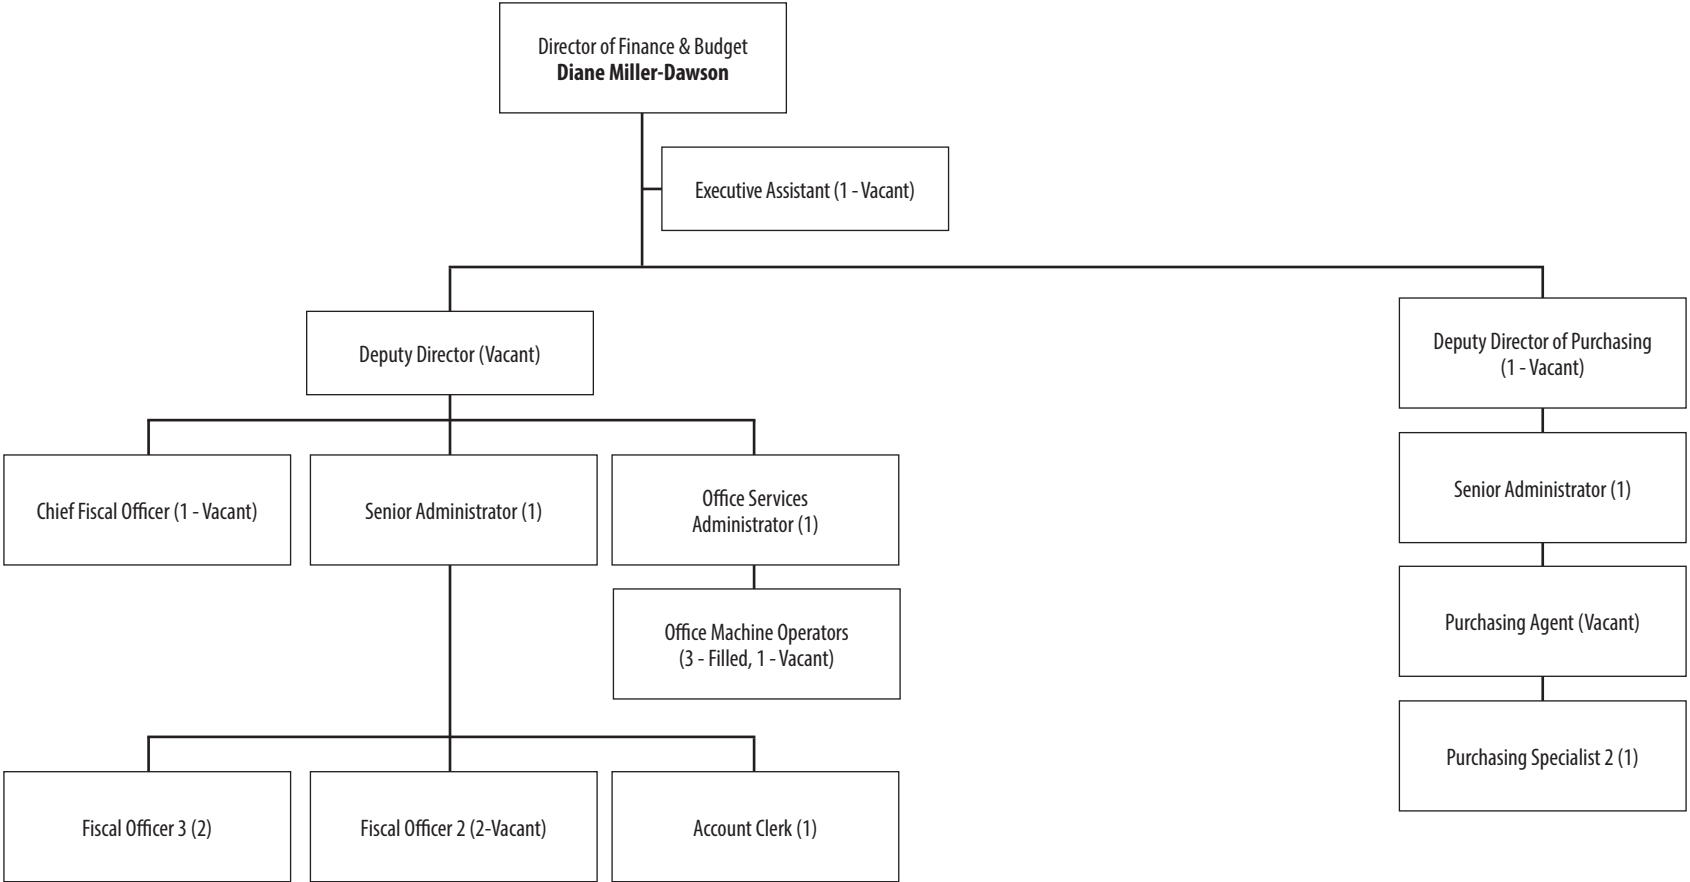 Director of Finance & Budget
Diane Miller-Dawson
Executive Assistant (1 - Vacant)
Deputy Director (Vacant)
Deputy Director of Purchasing
(1 - Vacant)
Chief Fiscal Officer (1 - Vacant)
Senior Administrator (1)
Office Services
Administrator (1)
Senior Administrator (1)
Office Machine Operators
(3 - Filled, 1 - Vacant)
Purchasing Agent (Vacant)
Purchasing Specialist 2 (1)
Fiscal Officer 3 (2)
Fiscal Officer 2 (2-Vacant)
Account Clerk (1)